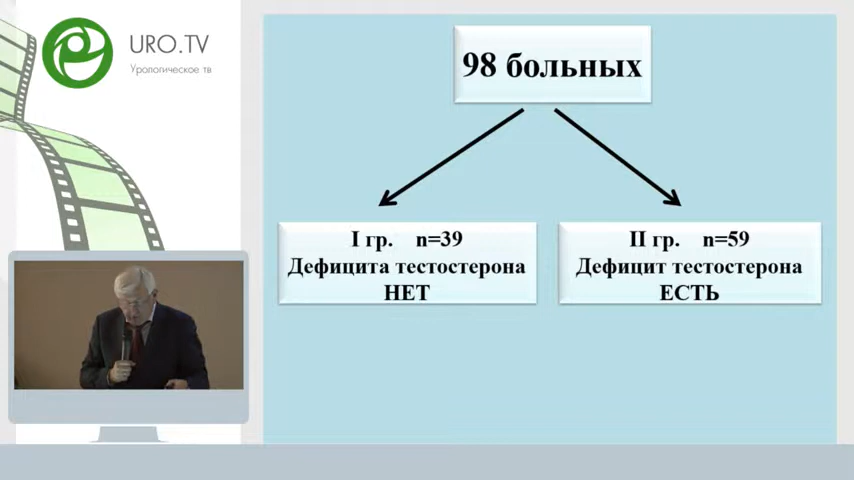 URO.TV
Урологическое тв
98 больных
I гр. n=39
Дефицита тестостерона
НЕТ
II гр. n=59
Дефицит тестостерона
ЕСТЬ